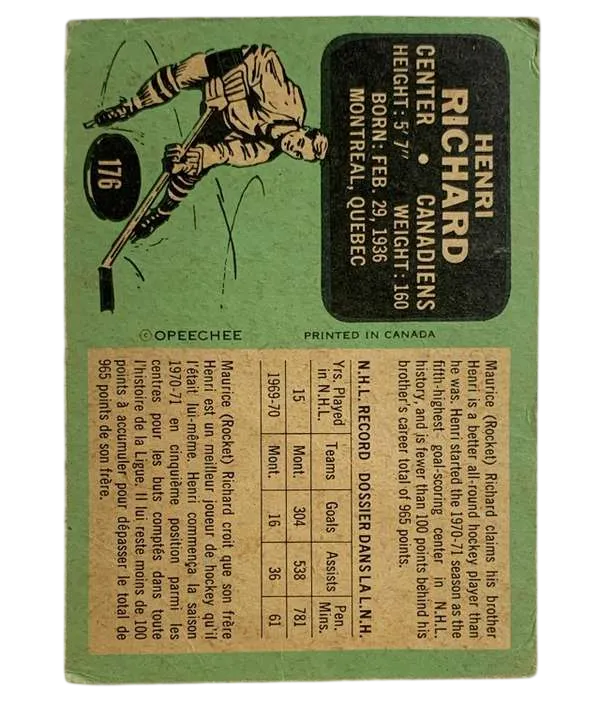 HENRI
RICHARD
CENTER • CANADIENS
HEIGHT: 5'7" WEIGHT: 160
BORN: FEB. 29, 1936
MONTREAL, QUEBEC
176
Maurice (Rocket) Richard claims his brother
Henri is a better all-round hockey player than
he was. Henri started the 1970-71 season as the
fifth-highest goal-scoring center in N.H.L.
history, and is fewer than 100 points behind his
brother's career total of 965 points.
N.H.L. RECORD DOSSIER DANS LA L.N.H.
Yrs. Played in N.H.L. Teams Goals Assists Pen. Mins.
15 Mont. 304 538 781
1969-70 Mont. 16 36 61
Maurice (Rocket) Richard croit que son frère
Henri est un meilleur joueur de hockey qu'il
l'était lui-même. Henri commença la saison
1970-71 en cinquième position parmi les
centres pour les buts comptés dans toute
l'histoire de la Ligue. Il lui reste moins de 100
points à accumuler pour dépasser le total de
965 points de son frère.
© OPEECHEE PRINTED IN CANADA